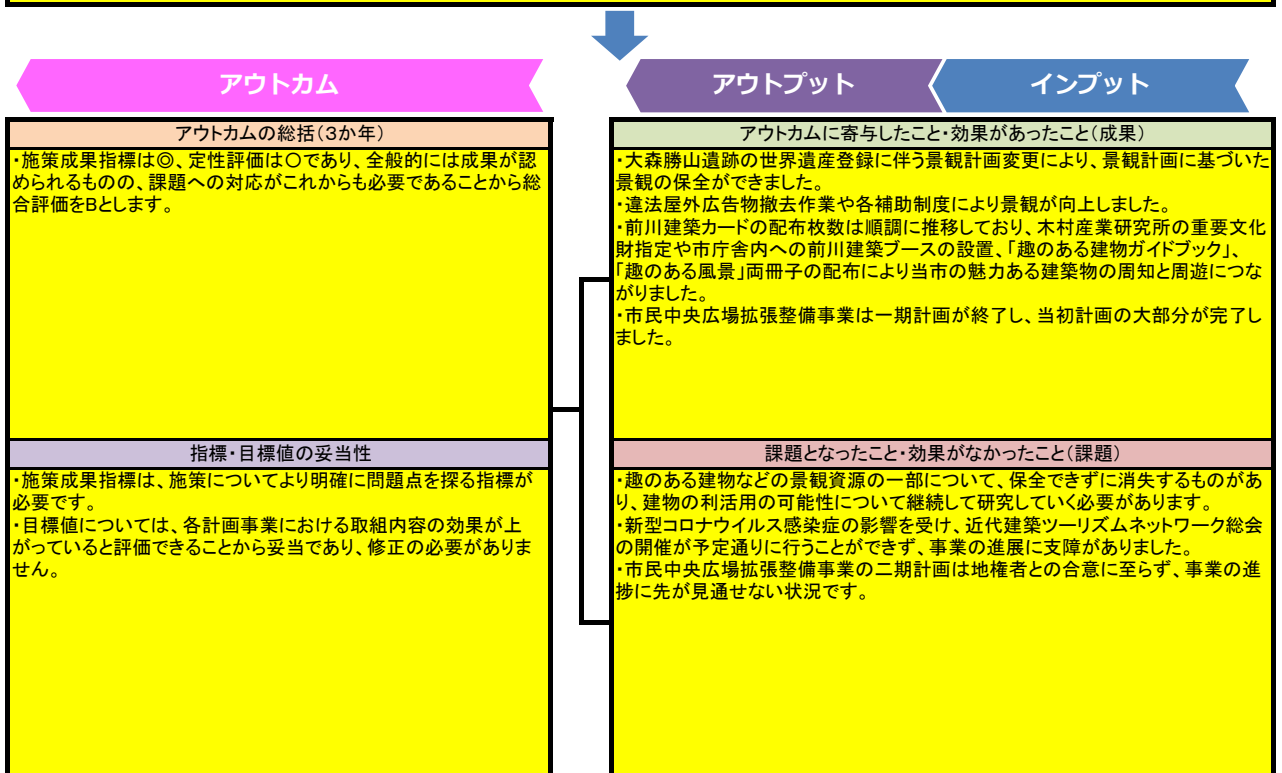 アウトカム
アウトプット
インプット
アウトカムの総括(3か年)
・施策成果指標は◎、定性評価は○であり、全般的には成果が認
められるものの、課題への対応がこれからも必要であることから総
合評価をBとします。
指標・目標値の妥当性
・施策成果指標は、施策についてより明確に問題点を探る指標が
必要です。
・目標値については、各計画事業における取組内容の効果が上
がっていると評価できることから妥当であり、修正の必要がありま
せん。
アウトカムに寄与したこと・効果があったこと(成果)
・大森勝山遺跡の世界遺産登録に伴う景観計画変更により、景観計画に基づいた
景観の保全ができました。
・違法屋外広告物撤去作業や各補助制度により景観が向上しました。
・前川建築カードの配布枚数は順調に推移しており、木村産業研究所の重要文化
財指定や市庁舎内への前川建築ブースの設置、「趣のある建物ガイドブック」、
「趣のある風景」両冊子の配布により当市の魅力ある建築物の周知と周遊につな
がりました。
・市民中央広場拡張整備事業は一期計画が終了し、当初計画の大部分が完了し
ました。
課題となったこと・効果がなかったこと(課題)
・趣のある建物などの景観資源の一部について、保全できずに消失するものがあ
り、建物の利活用の可能性について継続して研究していく必要があります。
・新型コロナウイルス感染症の影響を受け、近代建築ツーリズムネットワーク総会
の開催が予定通りに行うことができず、事業の進展に支障がありました。
・市民中央広場拡張整備事業の二期計画は地権者との合意に至らず、事業の進
捗に先が見通せない状況です。